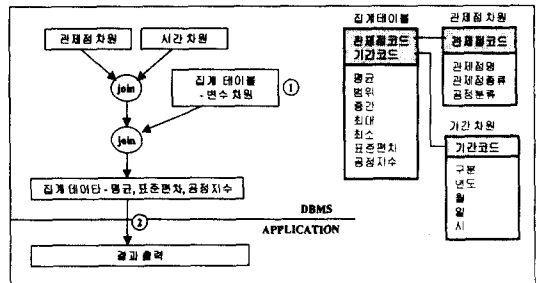 관제점 차원
시간 차원
join
집계 테이블
- 변수 차원
①
join
집계 데이타 - 평균, 표준편차, 공정지수
②
DBMS
APPLICATION
결과 출력
집계테이블
관제점코드
기간코드
평균
범위
중간
최대
최소
표준편차
공정지수
관제점 차원
관제점코드
관제점명
관제점종류
공정분류
기간 차원
기간코드
구분
년도
월
일
시